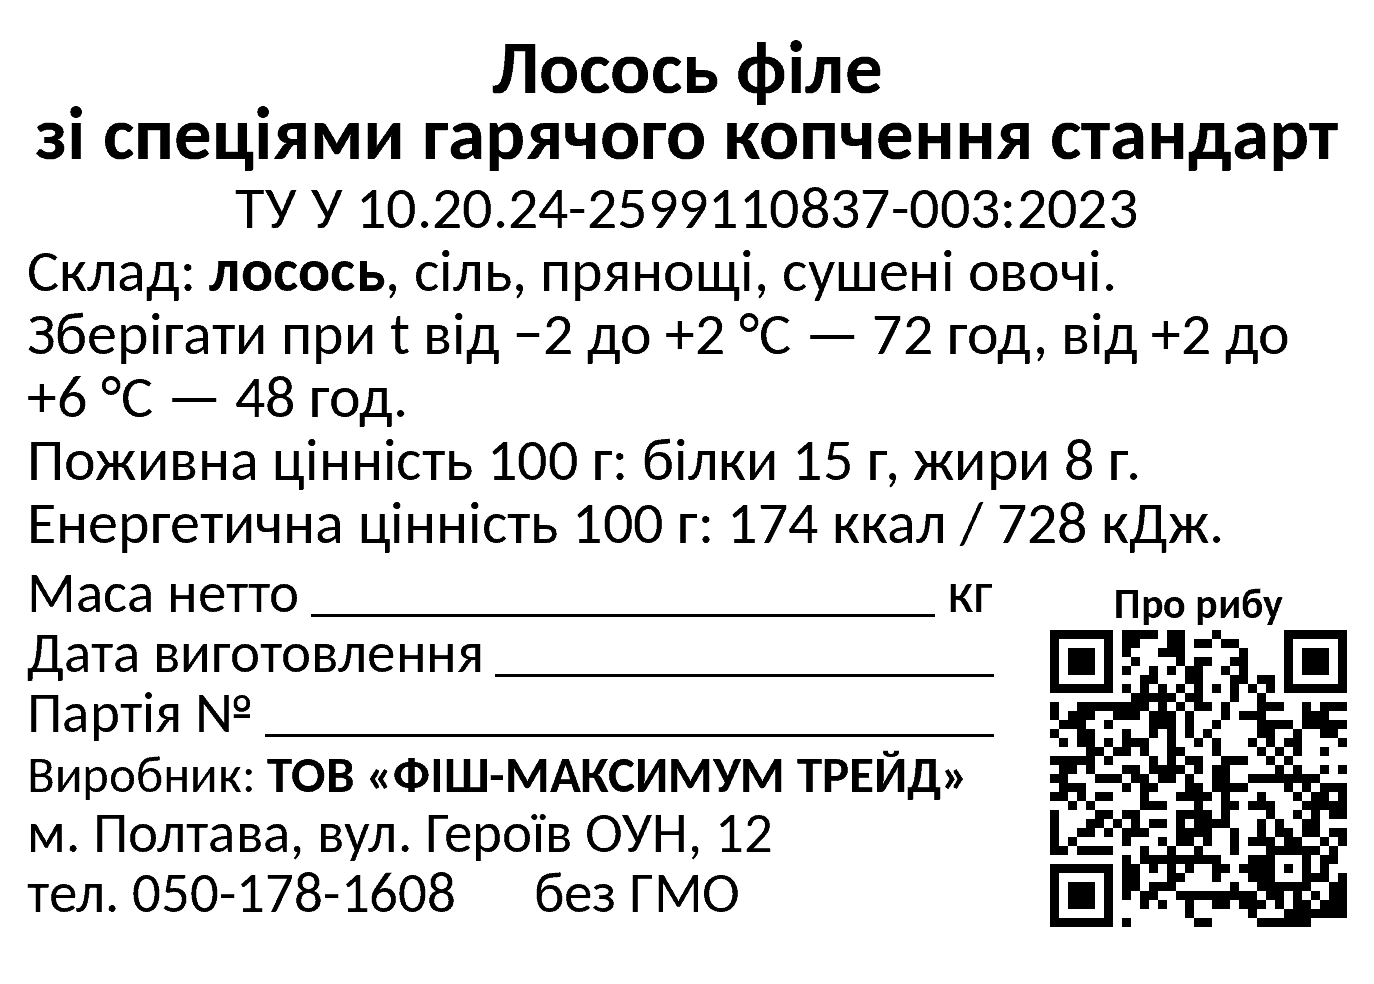 Лосось філе
зі спеціями гарячого копчення стандарт
ТУ У 10.20.24-2599110837-003:2023
Склад: лосось, сіль, прянощі, сушені овочі.
Зберігати при t від −2 до +2 °С — 72 год, від +2 до
+6 °С — 48 год.
Поживна цінність 100 г: білки 15 г, жири 8 г.
Енергетична цінність 100 г: 174 ккал / 728 кДж.
Маса нетто ____________________ кг
Дата виготовлення ________________
Партія № ________________________
Виробник: ТОВ «ФІШ-МАКСИМУМ ТРЕЙД»
м. Полтава, вул. Героїв ОУН, 12
тел. 050-178-1608 без ГМО
Про рибу